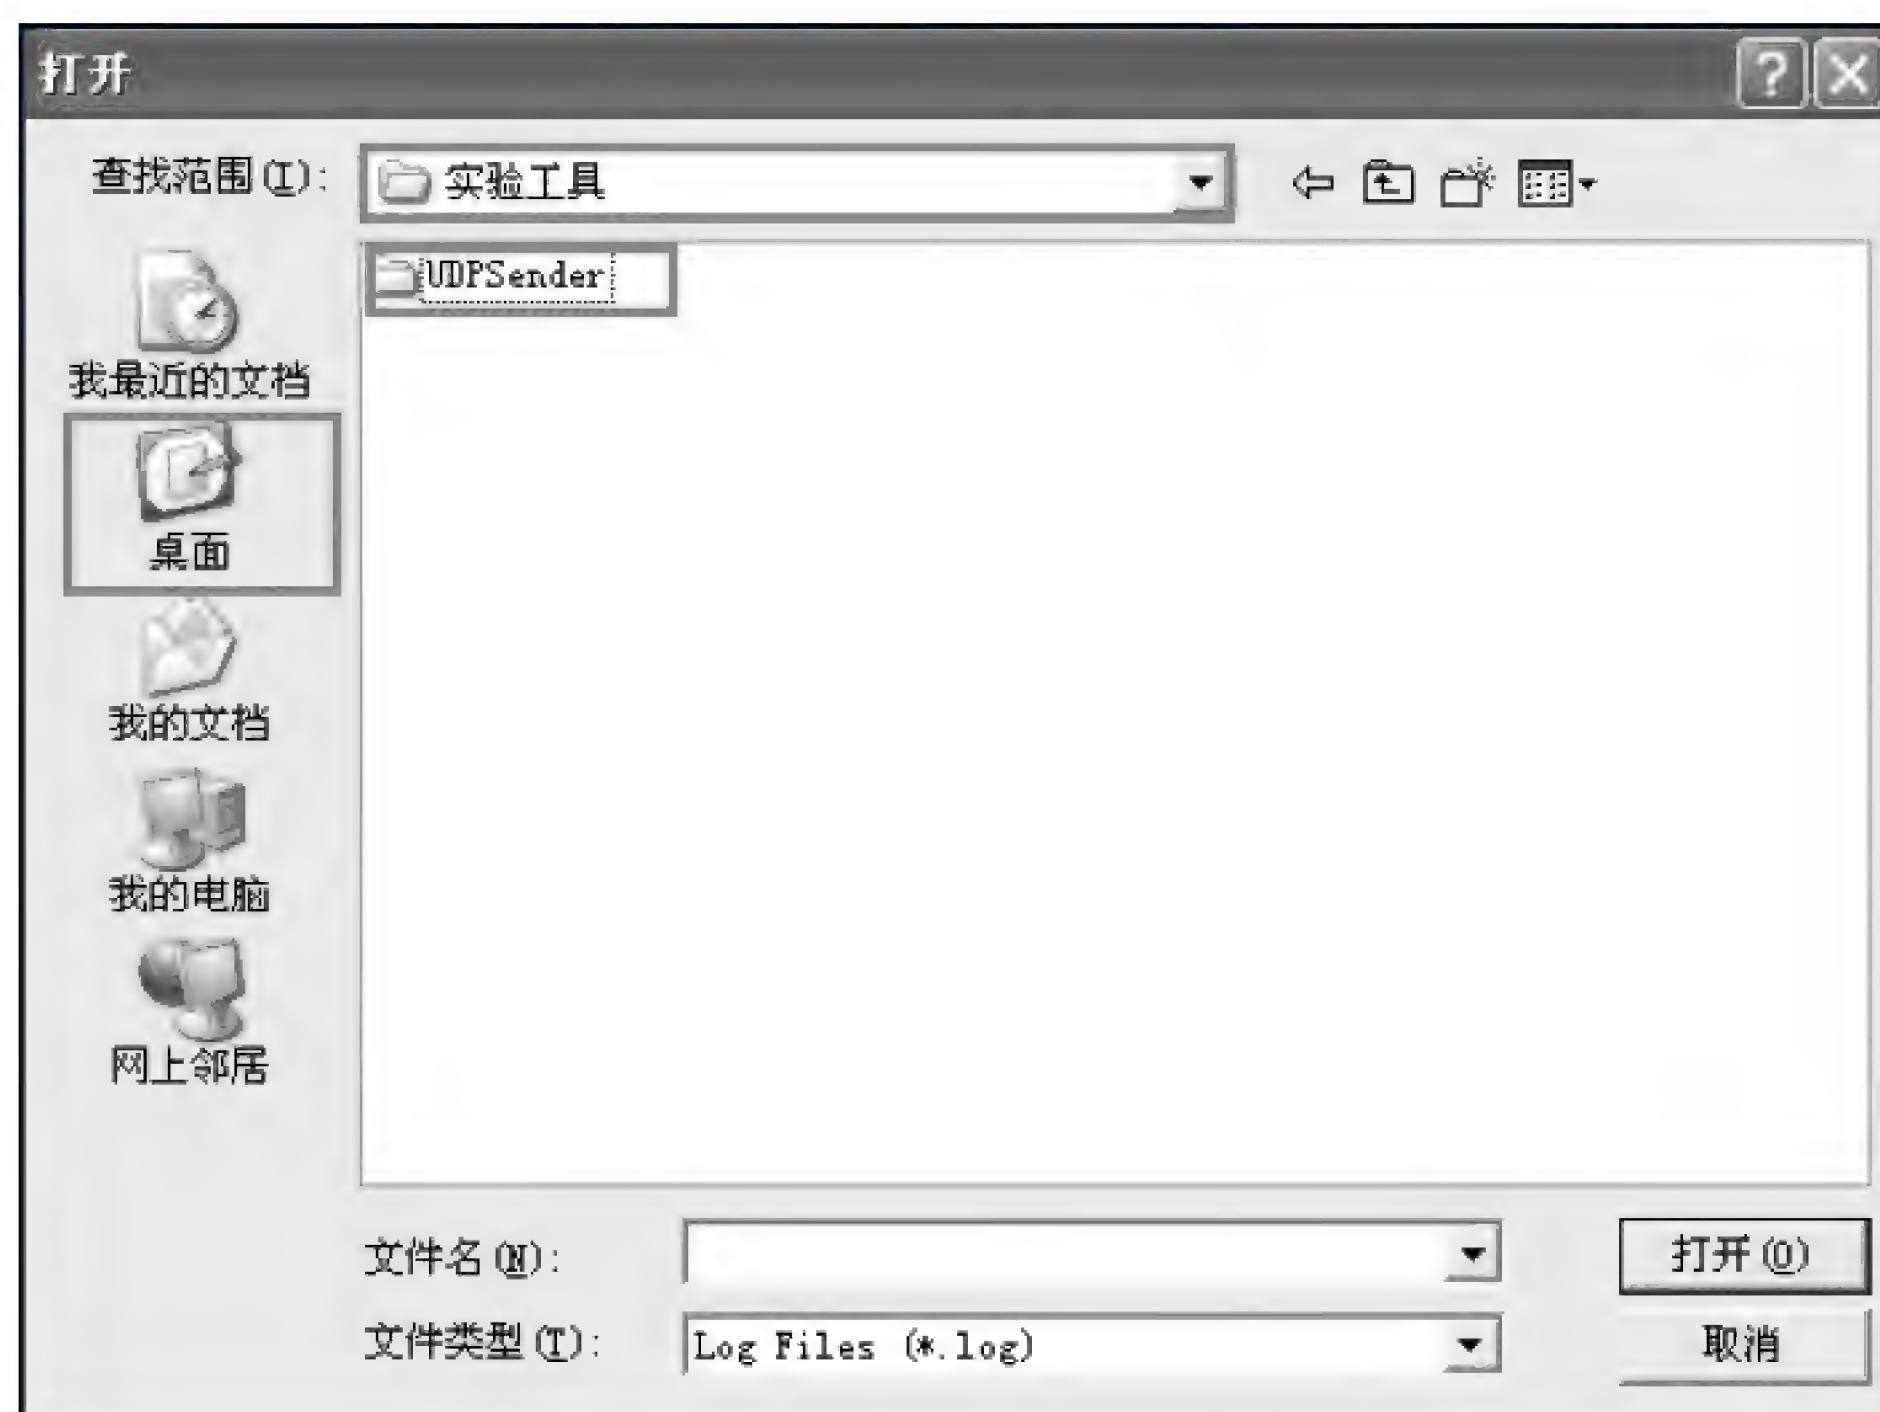 打开
查找范围(I): 实验工具
UDPSender
我最近的文档
桌面
我的文档
我的电脑
网上邻居
文件名(N): 打开(O)
文件类型(T): Log Files (*.log) 取消